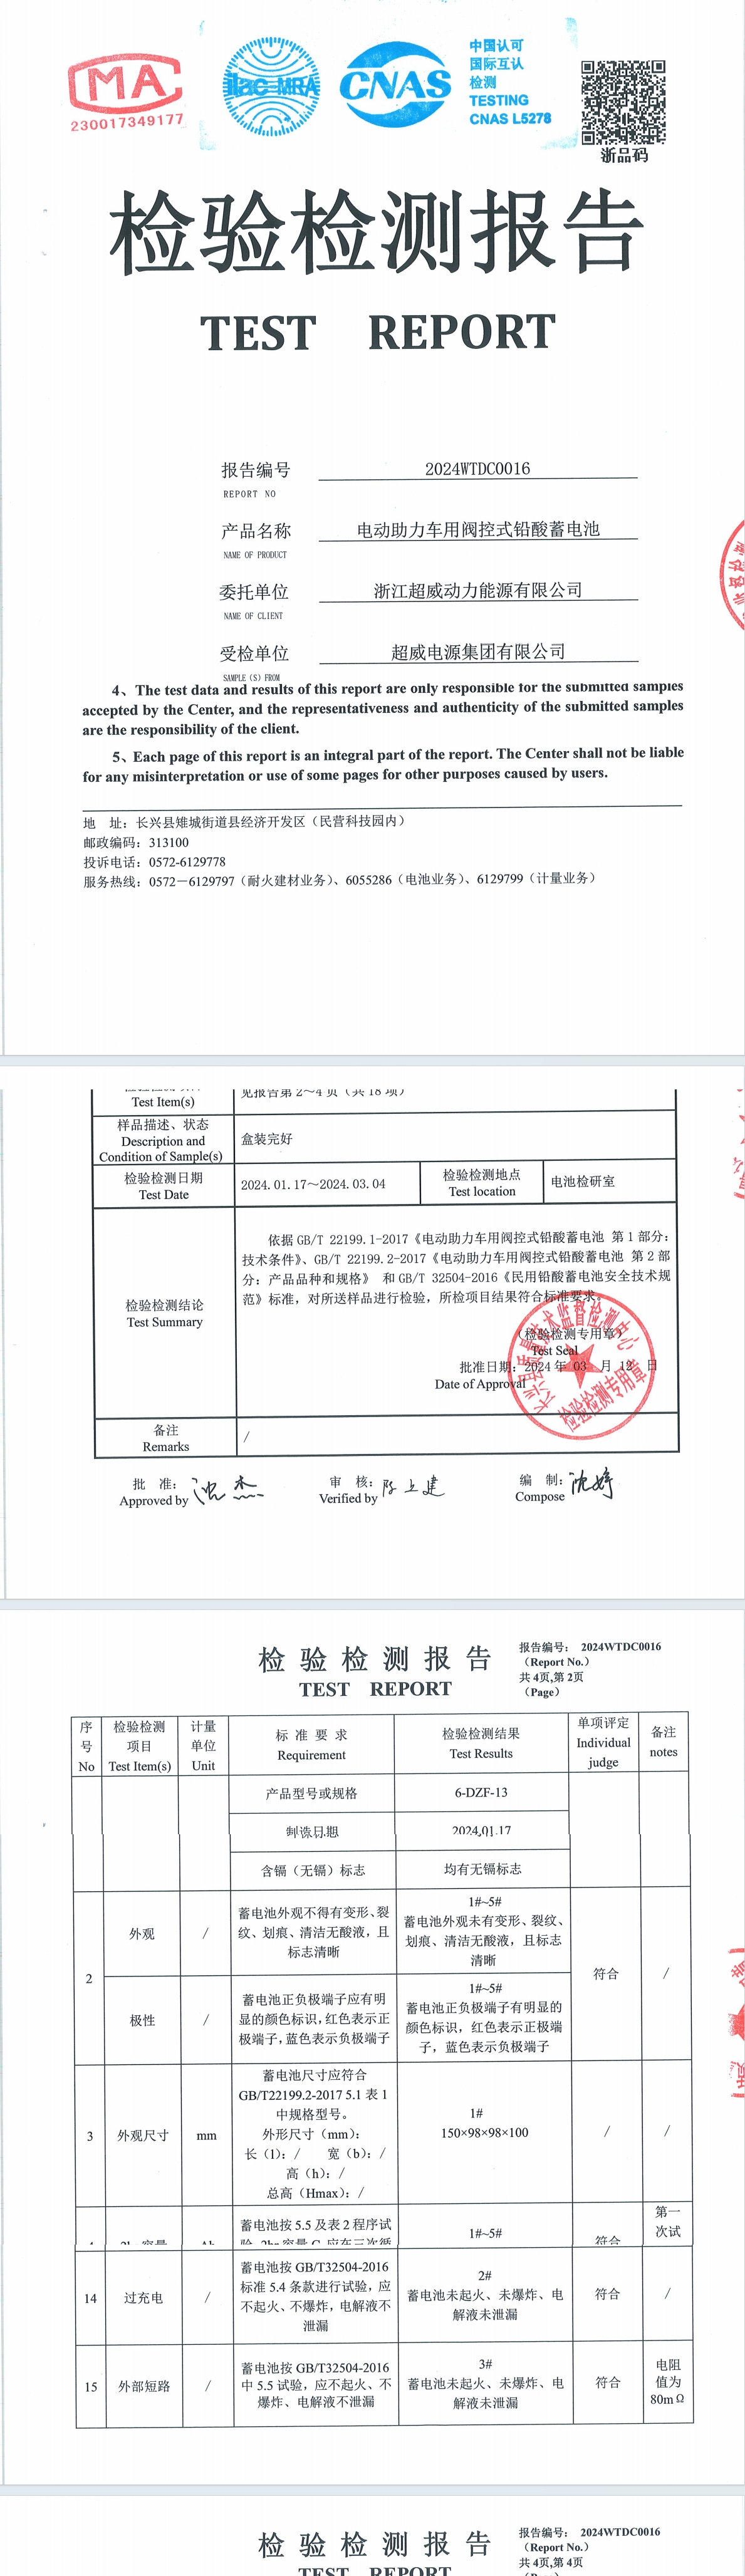 MA
230017349177
ilac-MRA
CNAS
中国认可
国际互认
检测
TESTING
CNAS L5278
浙品码
检验检测报告
TEST REPORT
报告编号 2024WTDC0016
REPORT NO
产品名称 电动助力车用阀控式铅酸蓄电池
NAME OF PRODUCT
委托单位 浙江超威动力能源有限公司
NAME OF CLIENT
受检单位 超威电源集团有限公司
SAMPLE(S) FROM
4、The test data and results of this report are only responsible for the submitted samples
accepted by the Center, and the representativeness and authenticity of the submitted samples
are the responsibility of the client.
5、Each page of this report is an integral part of the report. The Center shall not be liable
for any misinterpretation or use of some pages for other purposes caused by users.
地 址：长兴县雉城街道县经济开发区（民营科技园内）
邮政编码：313100
投诉电话：0572-6129778
服务热线：0572－6129797（耐火建材业务）、6055286（电池业务）、6129799（计量业务）
Test Item(s)
见报告第 2～4 页（共 18 项）
样品描述、状态
Description and
Condition of Sample(s)
盒装完好
检验检测日期
Test Date
2024.01.17～2024.03.04
检验检测地点
Test location
电池检研室
检验检测结论
Test Summary
依据 GB/T 22199.1-2017《电动助力车用阀控式铅酸蓄电池 第 1 部分：
技术条件》、GB/T 22199.2-2017《电动助力车用阀控式铅酸蓄电池 第 2 部
分：产品品种和规格》 和 GB/T 32504-2016《民用铅酸蓄电池安全技术规
范》标准，对所送样品进行检验，所检项目结果符合标准要求。
（检验检测专用章）
Test Seal
批准日期：2024 年 03 月 12 日
Date of Approval
检验检测专用章
备注
Remarks
/
批 准：
Approved by
审 核：
Verified by
编 制：
Compose
沈婷
检验检测报告
TEST REPORT
报告编号： 2024WTDC0016
（Report No.）
共 4页,第 2页
（Page）
序号
No
检验检测项目
Test Item(s)
计量单位
Unit
标 准 要 求
Requirement
检验检测结果
Test Results
单项评定
Individual
judge
备注
notes
产品型号或规格 6-DZF-13
制造日期 2024.01.17
含镉（无镉）标志 均有无镉标志
2
外观
/
蓄电池外观不得有变形、裂
纹、划痕、清洁无酸液，且
标志清晰
1#~5#
蓄电池外观未有变形、裂纹、
划痕、清洁无酸液，且标志
清晰
符合
/
极性
/
蓄电池正负极端子应有明
显的颜色标识,红色表示正
极端子,蓝色表示负极端子
1#~5#
蓄电池正负极端子有明显的
颜色标识，红色表示正极端
子，蓝色表示负极端子
3
外观尺寸
mm
蓄电池尺寸应符合
GB/T22199.2-2017 5.1 表 1
中规格型号。
外形尺寸（mm）：
长（l）：/ 宽（b）：/
高（h）：/
总高（Hmax）：/
1#
150×98×98×100
/
/
蓄电池按 5.5 及表 2 程序试
1#~5#
符合
第一
次试
14
过充电
/
蓄电池按 GB/T32504-2016
标准 5.4 条款进行试验，应
不起火、不爆炸，电解液不
泄漏
2#
蓄电池未起火、未爆炸、电
解液未泄漏
符合
/
15
外部短路
/
蓄电池按 GB/T32504-2016
中 5.5 试验，应不起火、不
爆炸、电解液不泄漏
3#
蓄电池未起火、未爆炸、电
解液未泄漏
符合
电阻
值为
80mΩ
检验检测报告
TEST REPORT
报告编号： 2024WTDC0016
（Report No.）
共 4页,第 4页